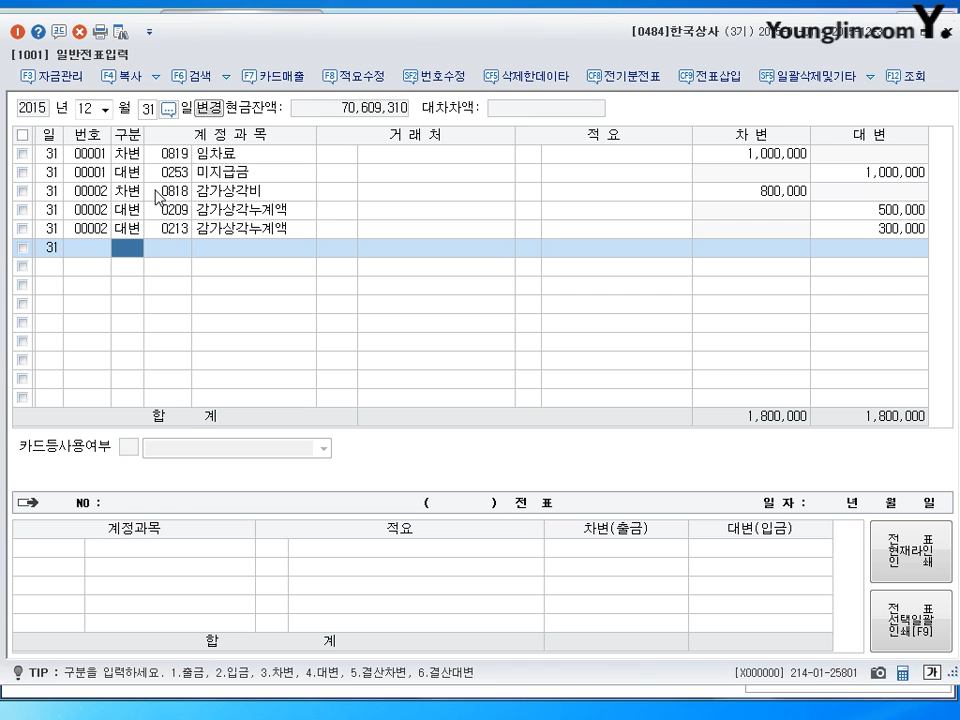 [0484]한국상사 (3기)
Younglin.com Y.
[1001] 일반전표입력
F3 자금관리 F4 복사 F6 검색 F7 카드매출 F8 적요수정 SF2 번호수정 CF5 삭제한데이타 CF8 전기분전표 CF9 전표삽입 SF5 일괄삭제및기타 F12 조회
2015 년 12 월 31 일 변경 현금잔액: 70,609,310 대차차액:
일 번호 구분 계 정 과 목 거 래 처 적 요 차 변 대 변
31 00001 차변 0819 임차료 1,000,000
31 00001 대변 0253 미지급금 1,000,000
31 00002 차변 0818 감가상각비 800,000
31 00002 대변 0209 감가상각누계액 500,000
31 00002 대변 0213 감가상각누계액 300,000
31
합 계 1,800,000 1,800,000
카드등사용여부
NO : ( ) 전 표 일 자 : 년 월 일
계정과목 적요 차변(출금) 대변(입금)
전 표
현재라인
인 쇄
전 표
선택일괄
인쇄[F9]
합 계
TIP : 구분을 입력하세요. 1.출금, 2.입금, 3.차변, 4.대변, 5.결산차변, 6.결산대변 [X000000] 214-01-25801 가